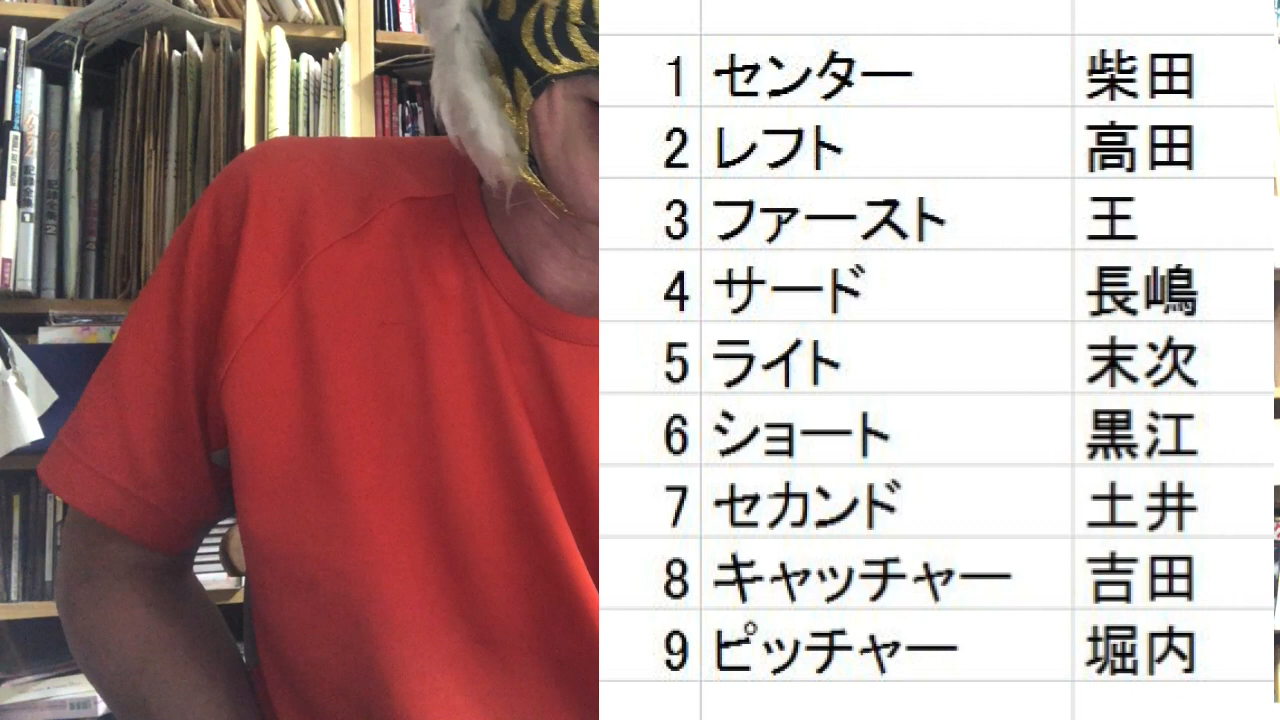 1 センター 柴田
2 レフト 高田
3 ファースト 王
4 サード 長嶋
5 ライト 末次
6 ショート 黒江
7 セカンド 土井
8 キャッチャー 吉田
9 ピッチャー 堀内